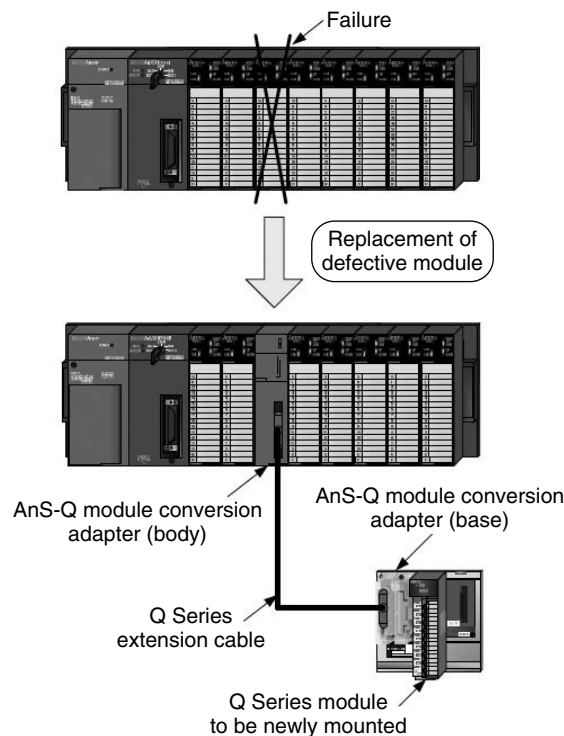 Failure
Replacement of
defective module
AnS-Q module conversion
adapter (body)
AnS-Q module conversion
adapter (base)
Q Series
extension cable
Q Series module
to be newly mounted